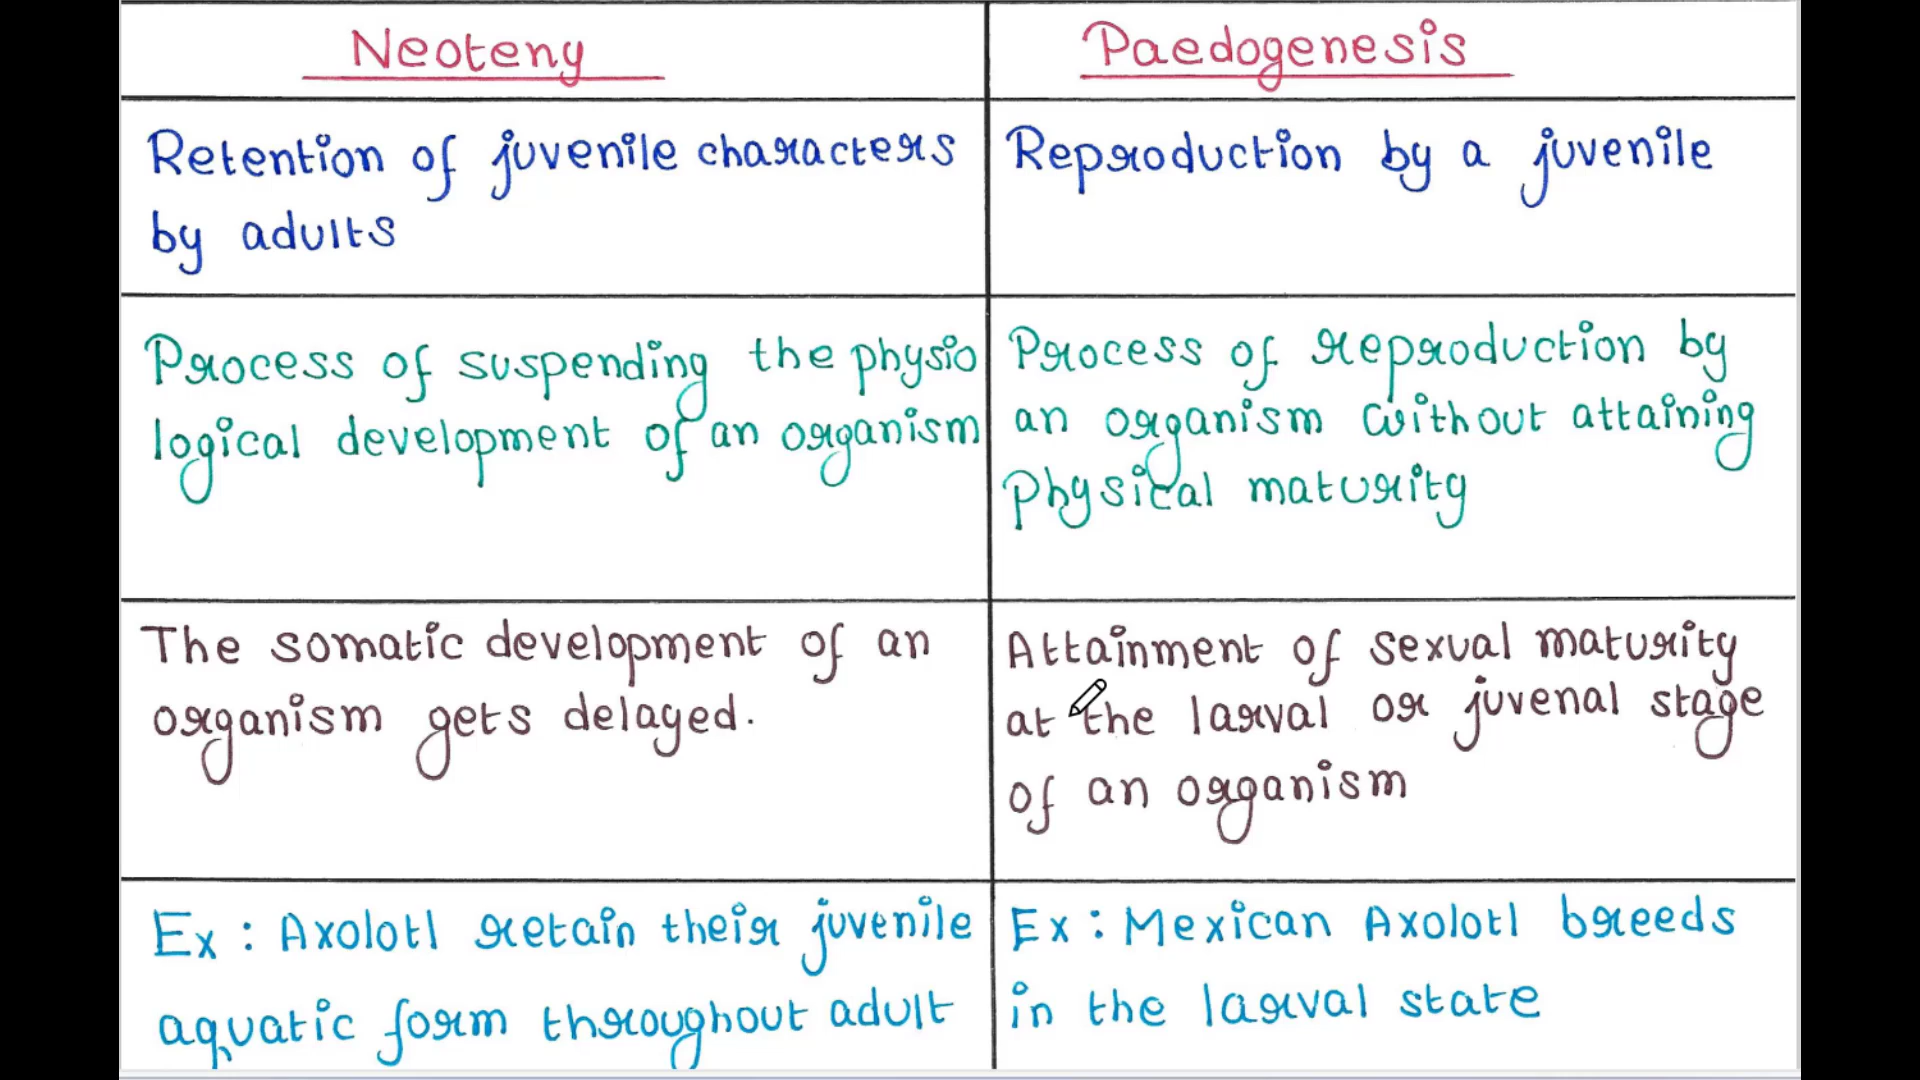 Neoteny
Paedogenesis
Retention of juvenile characters
by adults
Reproduction by a juvenile
Process of suspending the physio
logical development of an organism
Process of reproduction by
an organism without attaining
Physical maturity
The somatic development of an
organism gets delayed.
Attainment of sexual maturity
at the larval or juvenal stage
of an organism
Ex: Axolotl retain their juvenile
aquatic form throughout adult
Ex: Mexican Axolotl breeds
in the larval state